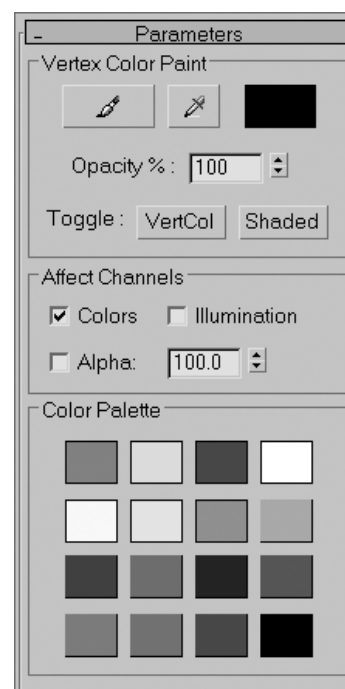 - Parameters
Vertex Color Paint
Opacity % : 100
Toggle : VertCol Shaded
Affect Channels
Colors Illumination
Alpha: 100.0
Color Palette